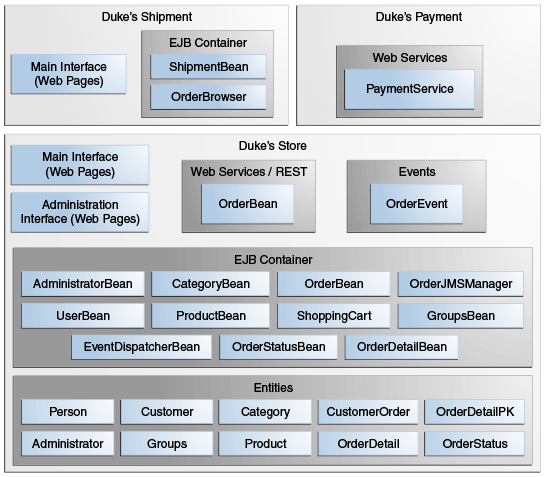 Duke's Shipment
Main Interface
(Web Pages)
EJB Container
ShipmentBean
OrderBrowser
Duke's Payment
Web Services
PaymentService
Duke's Store
Main Interface
(Web Pages)
Administration
Interface (Web Pages)
Web Services / REST
OrderBean
Events
OrderEvent
EJB Container
AdministratorBean
CategoryBean
OrderBean
OrderJMSManager
UserBean
ProductBean
ShoppingCart
GroupsBean
EventDispatcherBean
OrderStatusBean
OrderDetailBean
Entities
Person
Customer
Category
CustomerOrder
OrderDetailPK
Administrator
Groups
Product
OrderDetail
OrderStatus